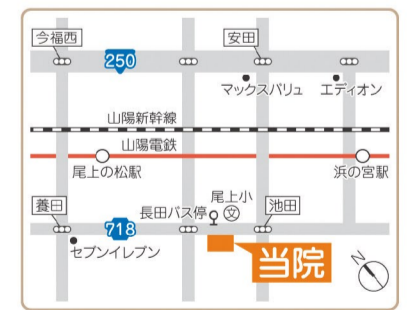 今福西
安田
250
マックスバリュ
エディオン
山陽新幹線
山陽電鉄
尾上の松駅
浜の宮駅
養田
長田バス停
尾上小
文
池田
718
セブンイレブン
当院
N